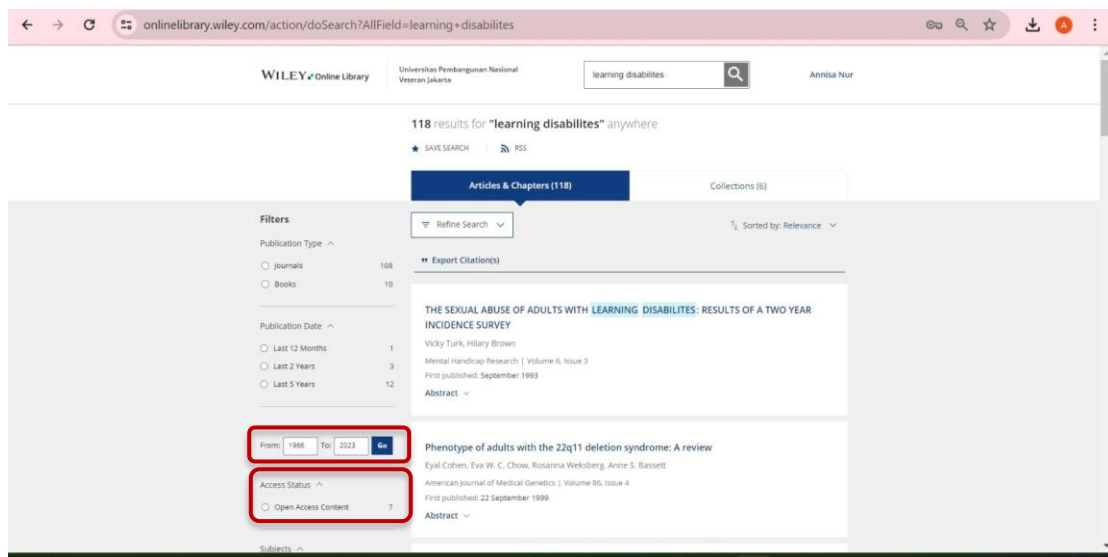 onlinelibrary.wiley.com/action/doSearch?AllField=learning+disabilites
A
WILEY Online Library
Universitas Pembangunan Nasional
Veteran Jakarta
learning disabilites
Annisa Nur
118 results for "learning disabilites" anywhere
SAVE SEARCH
RSS
Articles & Chapters (118)
Collections (6)
Filters
Publication Type
Journals 108
Books 10
Publication Date
Last 12 Months 1
Last 2 Years 3
Last 5 Years 12
From: 1966 To: 2023 Go
Access Status
Open Access Content 7
Subjects
Refine Search
Sorted by: Relevance
Export Citation(s)
THE SEXUAL ABUSE OF ADULTS WITH LEARNING DISABILITES: RESULTS OF A TWO YEAR
INCIDENCE SURVEY
Vicky Turk, Hilary Brown
Mental Handicap Research | Volume 6, Issue 3
First published: September 1993
Abstract
Phenotype of adults with the 22q11 deletion syndrome: A review
Eyal Cohen, Eva W. C. Chow, Rosanna Weksberg, Anne S. Bassett
American Journal of Medical Genetics | Volume 86, Issue 4
First published: 22 September 1999
Abstract